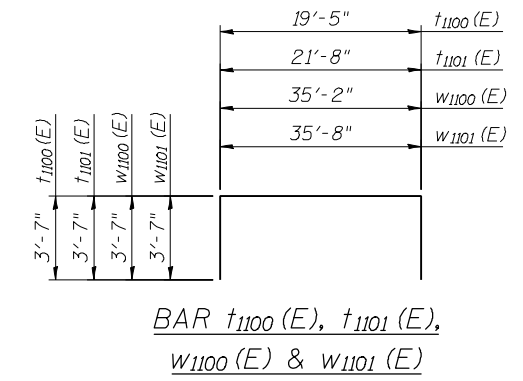 19'-5" t1100(E)
21'-8" t1101 (E)
35'-2" w1100(E)
35'-8" w1101 (E)
t1100(E) t1101 (E) w1100(E) w1101 (E)
3'-7" 3'-7" 3'-7" 3'-7"
BAR t1100 (E), t1101 (E),
w1100 (E) & w1101 (E)